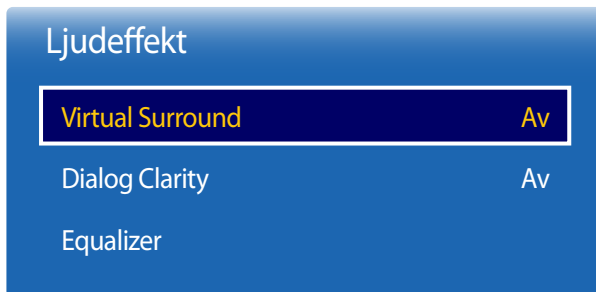 Ljudeffekt
Virtual Surround Av
Dialog Clarity Av
Equalizer